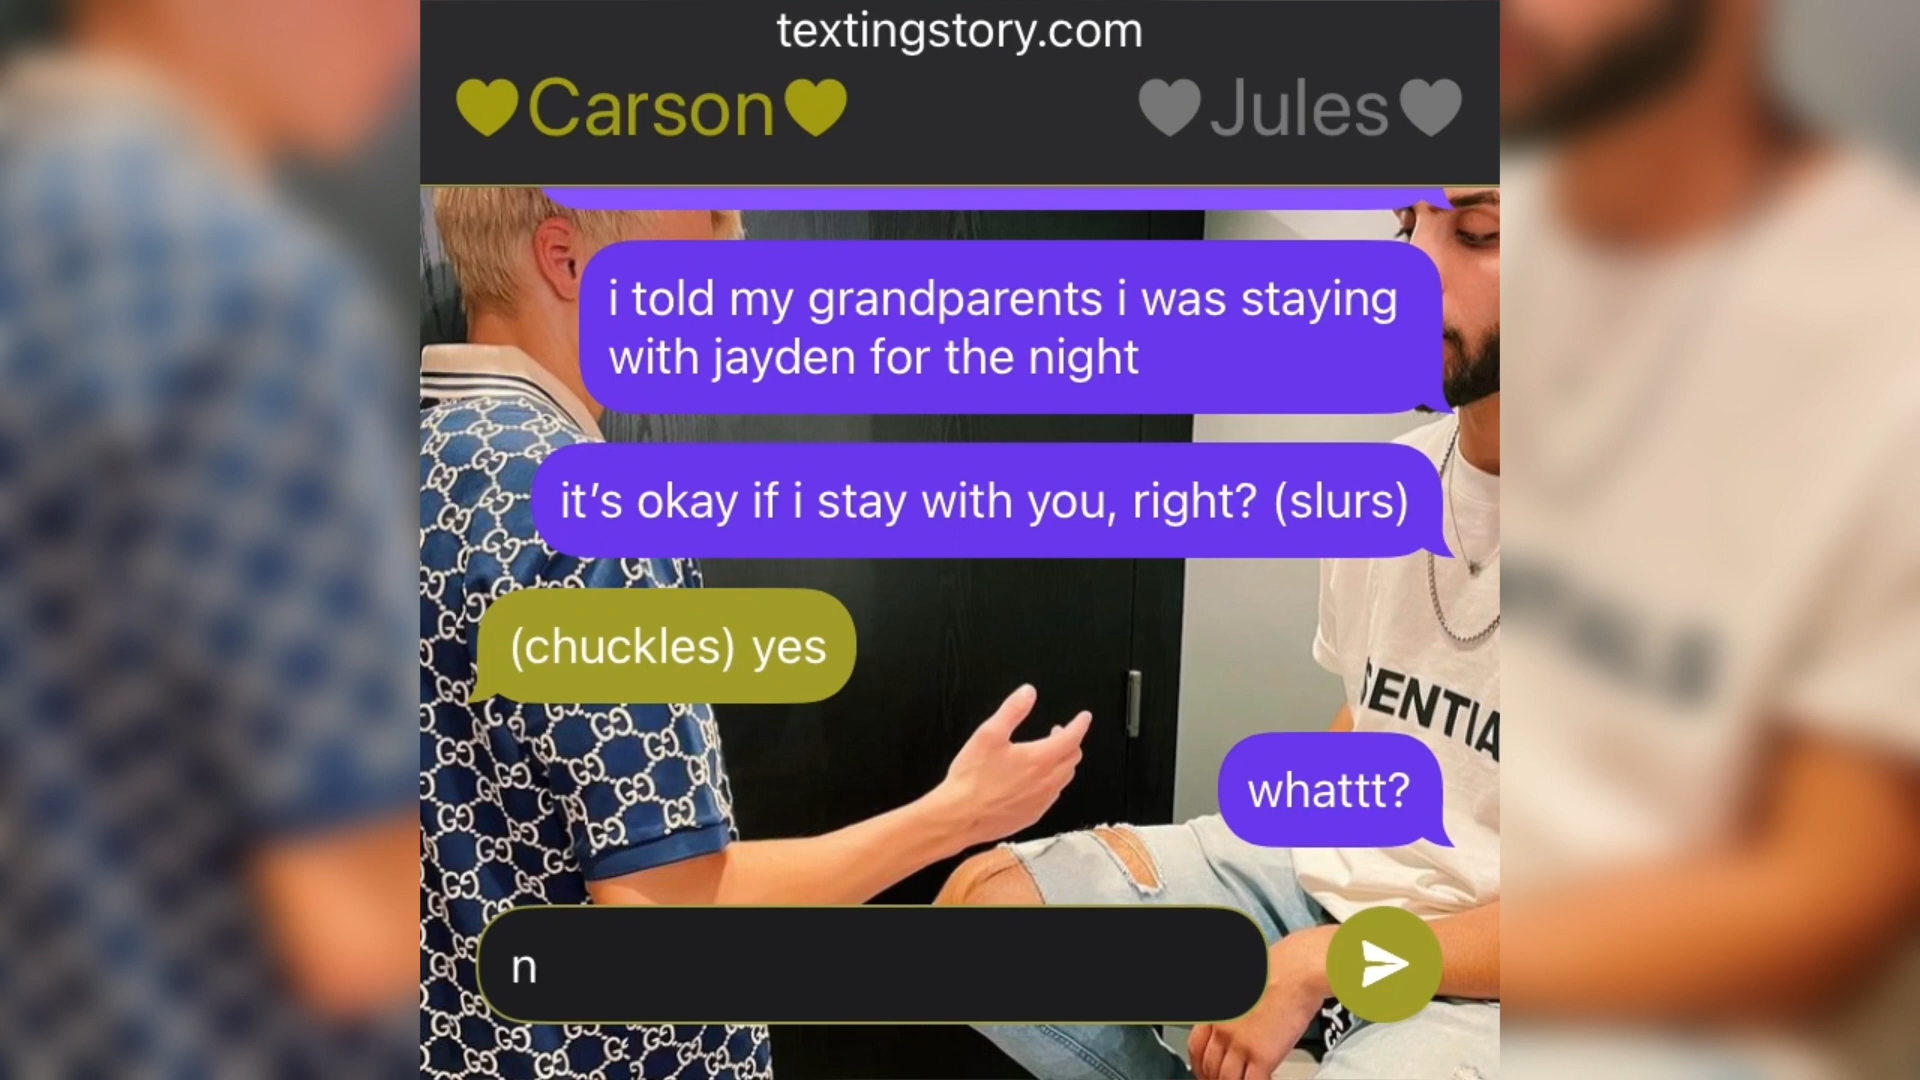 textingstory.com
♥Carson♥
♥Jules♥
i told my grandparents i was staying
with jayden for the night
it’s okay if i stay with you, right? (slurs)
(chuckles) yes
whattt?
n
SENTIA